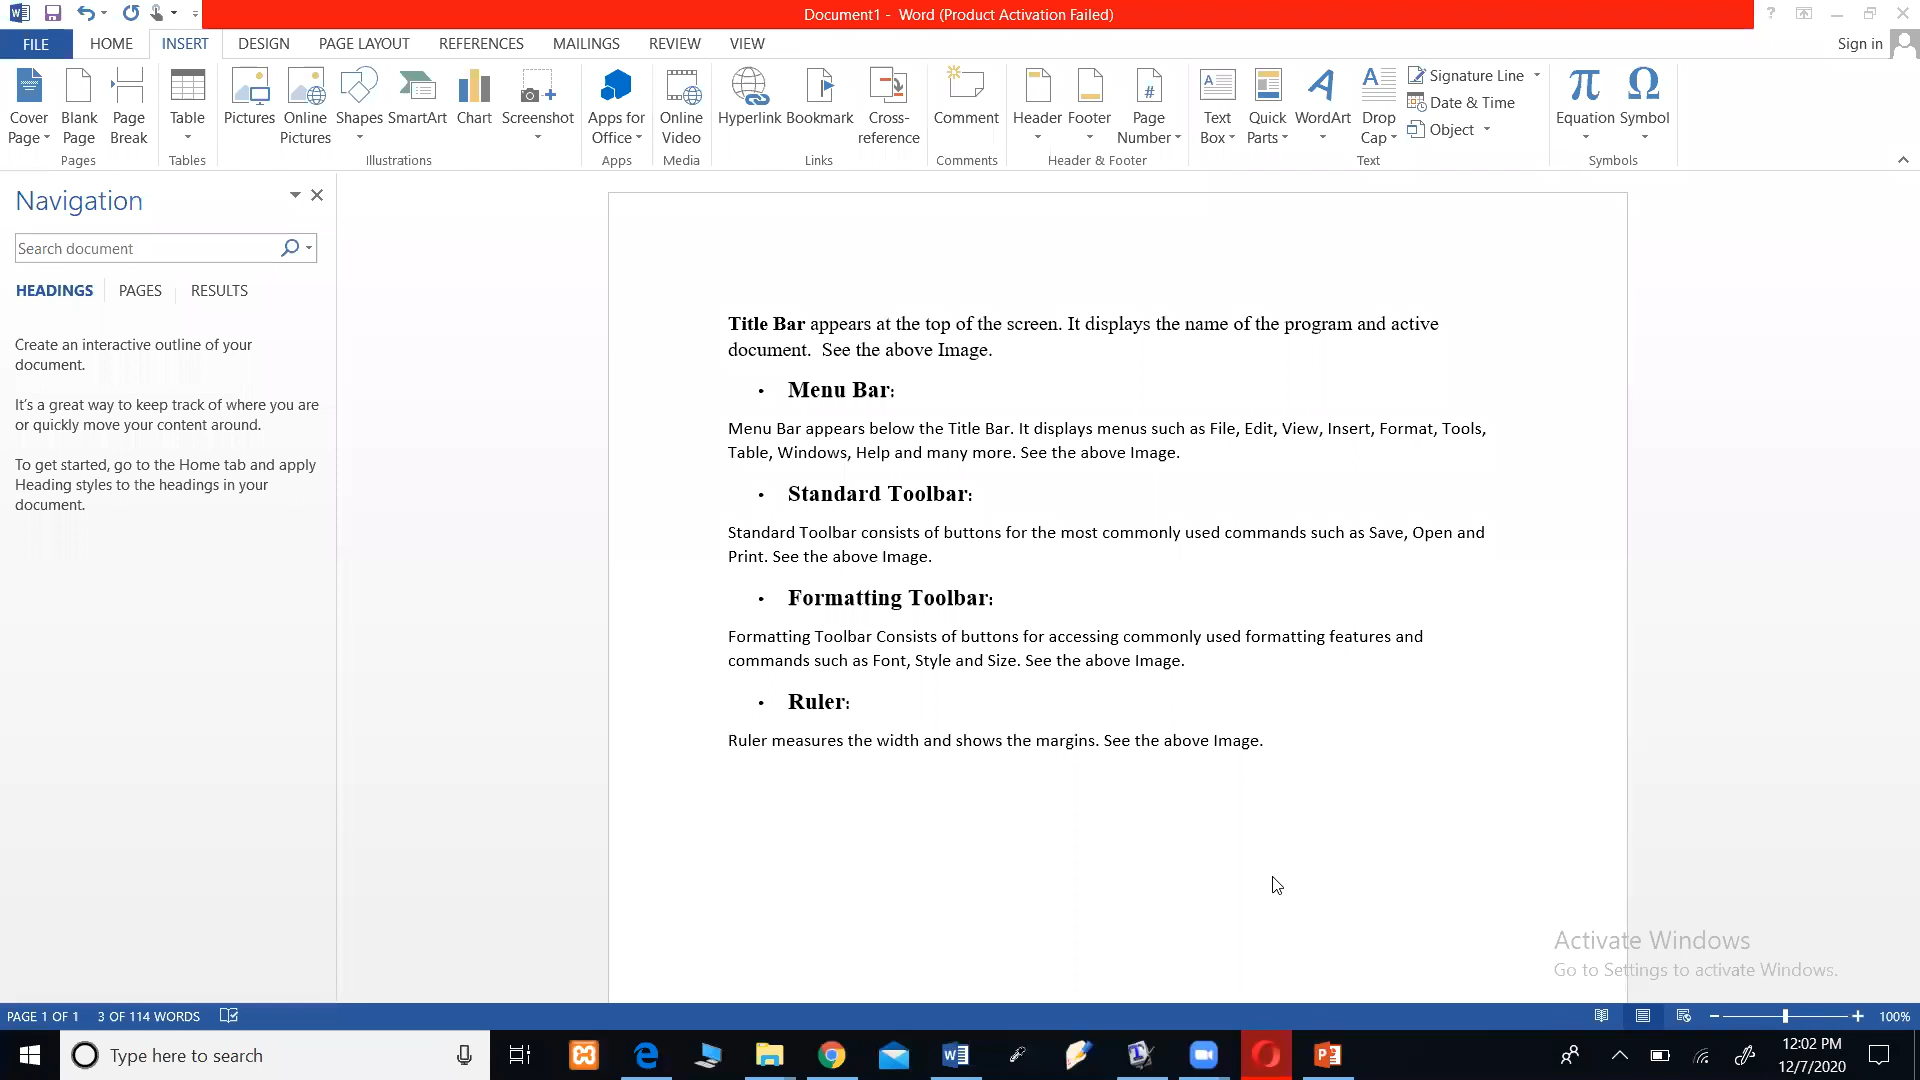 Document1 -  Word (Product Activation Failed)
FILE HOME INSERT DESIGN PAGE LAYOUT REFERENCES MAILINGS REVIEW VIEW Sign in
Cover Page
Blank Page
Page Break
Pages
Table
Tables
Pictures
Online Pictures
Shapes
SmartArt
Chart
Screenshot
Illustrations
Apps for Office
Apps
Online Video
Media
Hyperlink
Bookmark
Cross-reference
Links
Comment
Comments
Header
Footer
Page Number
Header & Footer
Text Box
Quick Parts
WordArt
Drop Cap
Signature Line
Date & Time
Object
Text
Equation
Symbol
Symbols
Navigation
Search document
HEADINGS PAGES RESULTS
Create an interactive outline of your
document.
It's a great way to keep track of where you are
or quickly move your content around.
To get started, go to the Home tab and apply
Heading styles to the headings in your
document.
Title Bar appears at the top of the screen. It displays the name of the program and active
document.  See the above Image.
• Menu Bar:
Menu Bar appears below the Title Bar. It displays menus such as File, Edit, View, Insert, Format, Tools,
Table, Windows, Help and many more. See the above Image.
• Standard Toolbar:
Standard Toolbar consists of buttons for the most commonly used commands such as Save, Open and
Print. See the above Image.
• Formatting Toolbar:
Formatting Toolbar Consists of buttons for accessing commonly used formatting features and
commands such as Font, Style and Size. See the above Image.
• Ruler:
Ruler measures the width and shows the margins. See the above Image.
Activate Windows
Go to Settings to activate Windows.
PAGE 1 OF 1 3 OF 114 WORDS 100%
Type here to search
12:02 PM
12/7/2020